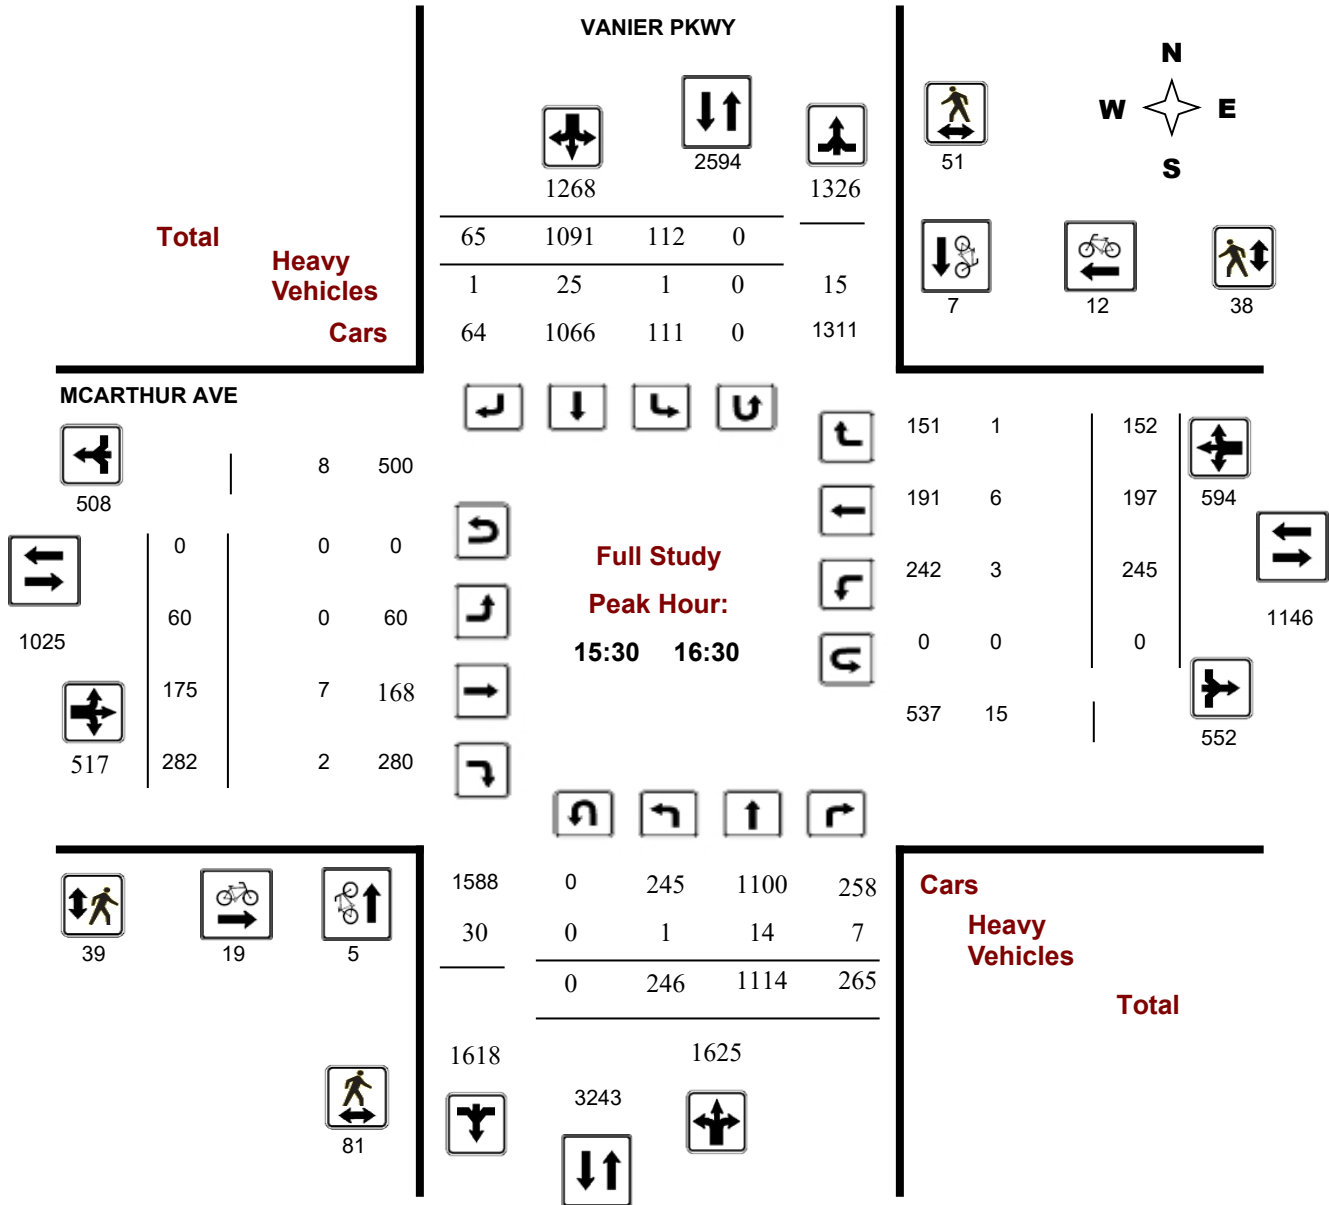 VANIER PKWY
N
W E
S
1268 2594 1326 51
Total 65 1091 112 0
Heavy
Vehicles 1 25 1 0 15
7 12 38
Cars 64 1066 111 0 1311
MCARTHUR AVE
151 1 152
508 8 500
191 6 197 594
0 0 0
Full Study
242 3 245
Peak Hour:
60 0 60
1025 1146
15:30 16:30
0 0 0
175 7 168
537 15 552
517 282 2 280
1588 0 245 1100 258 Cars
30 0 1 14 7 Heavy
Vehicles
39 19 5
0 246 1114 265 Total
1618 1625
3243
81